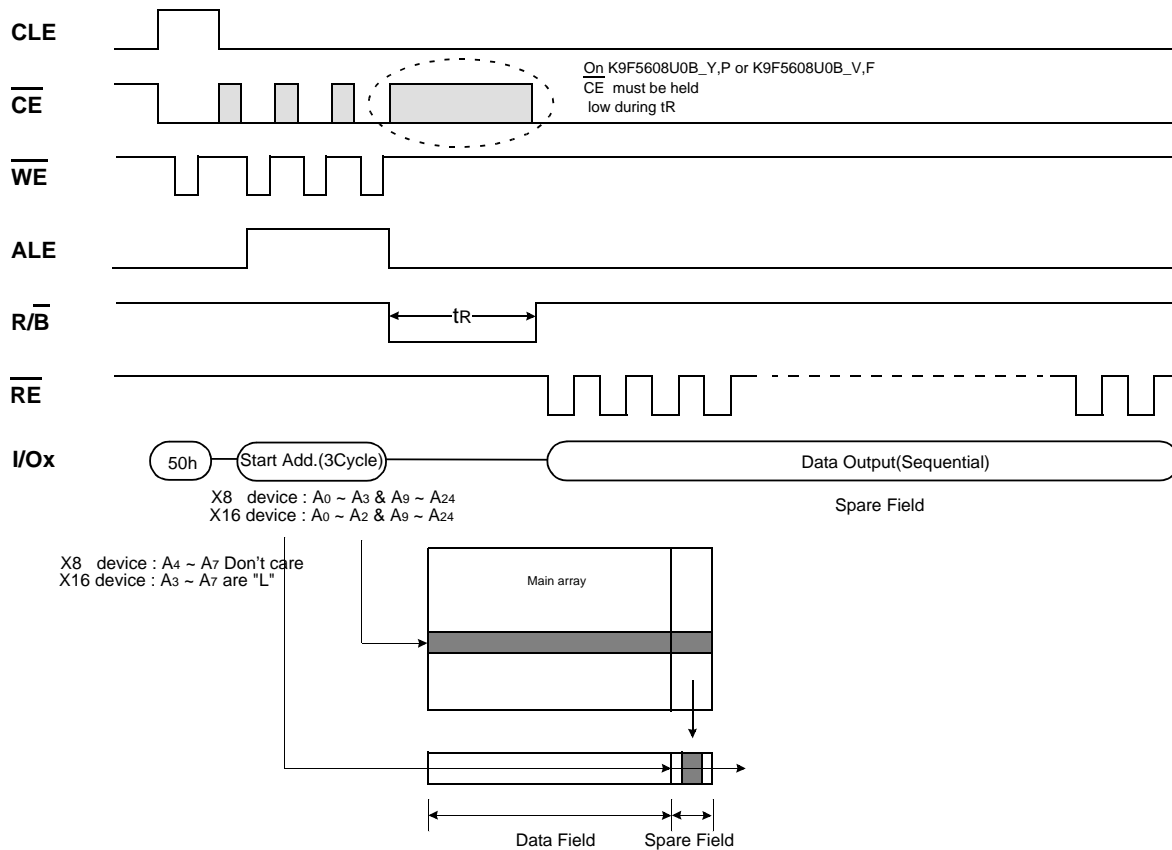 CLE
On K9F5608U0B_Y,P or K9F5608U0B_V,F
CE must be held
low during tR
CE
WE
ALE
R/B
tR
RE
I/Ox
50h
Start Add.(3Cycle)
Data Output(Sequential)
X8 device : A0 ~ A3 & A9 ~ A24
X16 device : A0 ~ A2 & A9 ~ A24
Spare Field
X8 device : A4 ~ A7 Don't care
X16 device : A3 ~ A7 are "L"
Main array
Data Field
Spare Field